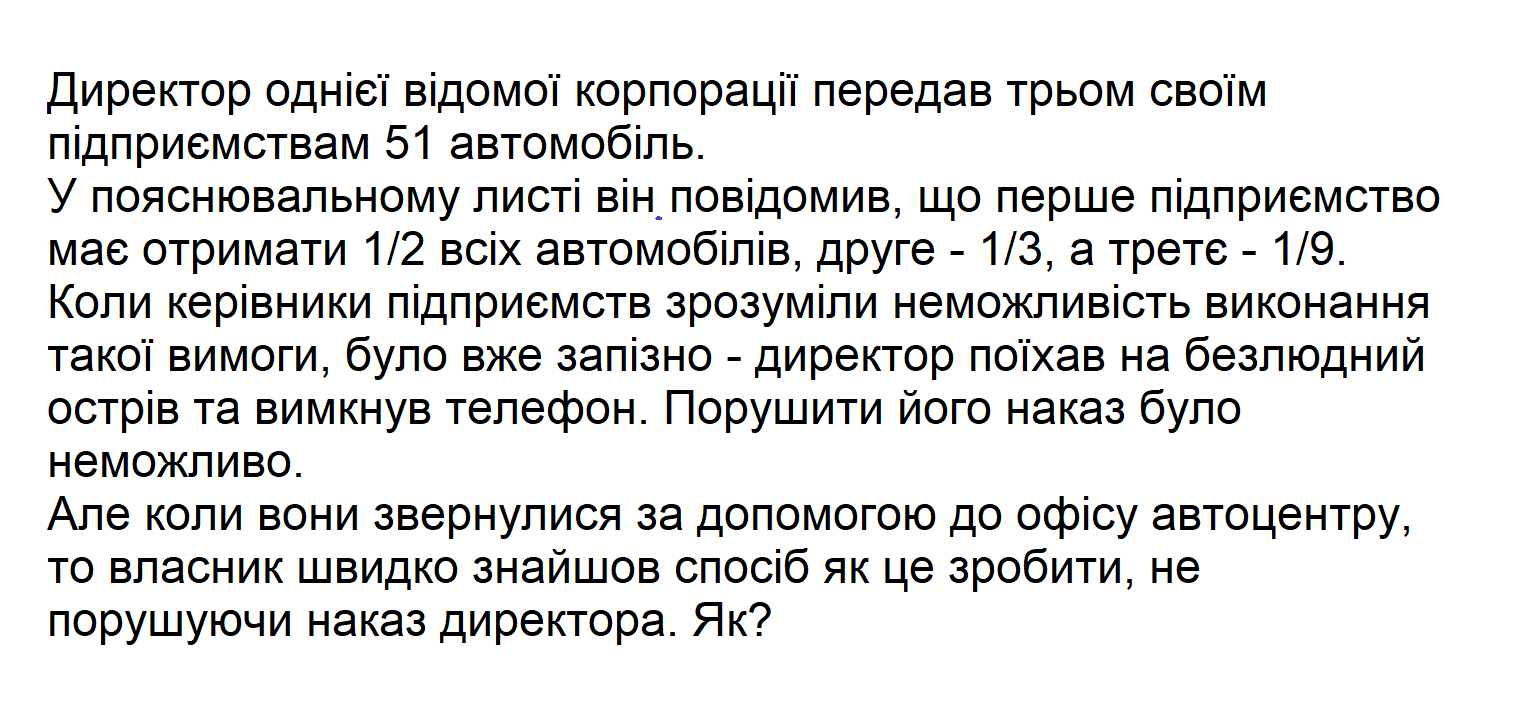 Директор однієї відомої корпорації передав трьом своїм
підприємствам 51 автомобіль.
У пояснювальному листі він повідомив, що перше підприємство
має отримати 1/2 всіх автомобілів, друге - 1/3, а третє - 1/9.
Коли керівники підприємств зрозуміли неможливість виконання
такої вимоги, було вже запізно - директор поїхав на безлюдний
острів та вимкнув телефон. Порушити його наказ було
неможливо.
Але коли вони звернулися за допомогою до офісу автоцентру,
то власник швидко знайшов спосіб як це зробити, не
порушуючи наказ директора. Як?